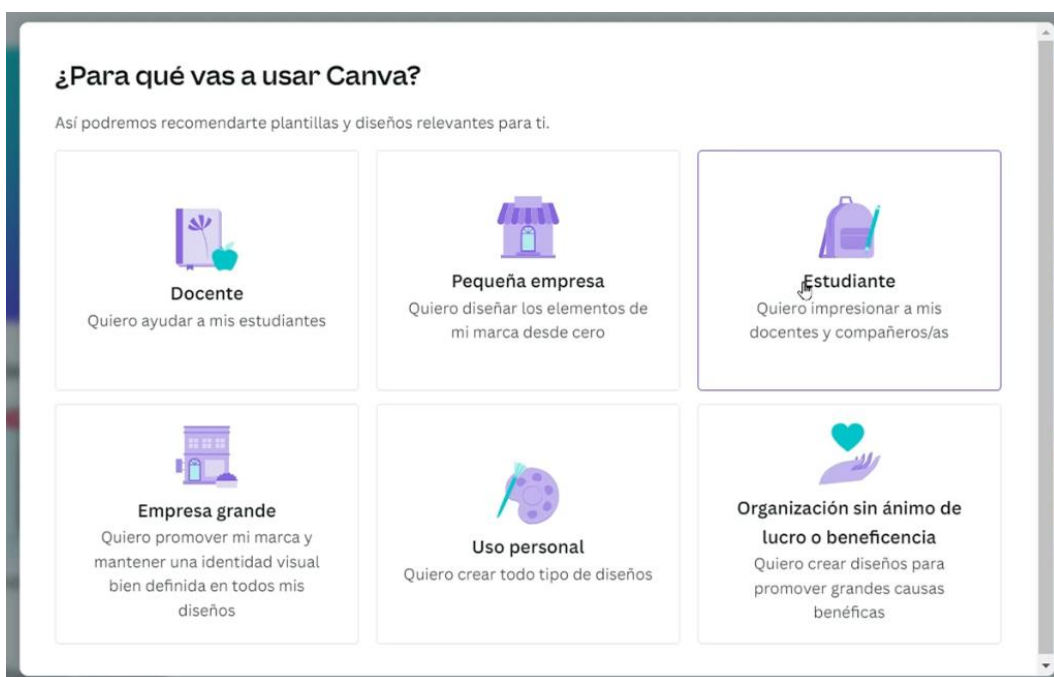 ¿Para qué vas a usar Canva?
Así podremos recomendarte plantillas y diseños relevantes para ti.
Docente
Quiero ayudar a mis estudiantes
Pequeña empresa
Quiero diseñar los elementos de
mi marca desde cero
Estudiante
Quiero impresionar a mis
docentes y compañeros/as
Empresa grande
Quiero promover mi marca y
mantener una identidad visual
bien definida en todos mis
diseños
Uso personal
Quiero crear todo tipo de diseños
Organización sin ánimo de
lucro o beneficencia
Quiero crear diseños para
promover grandes causas
benéficas